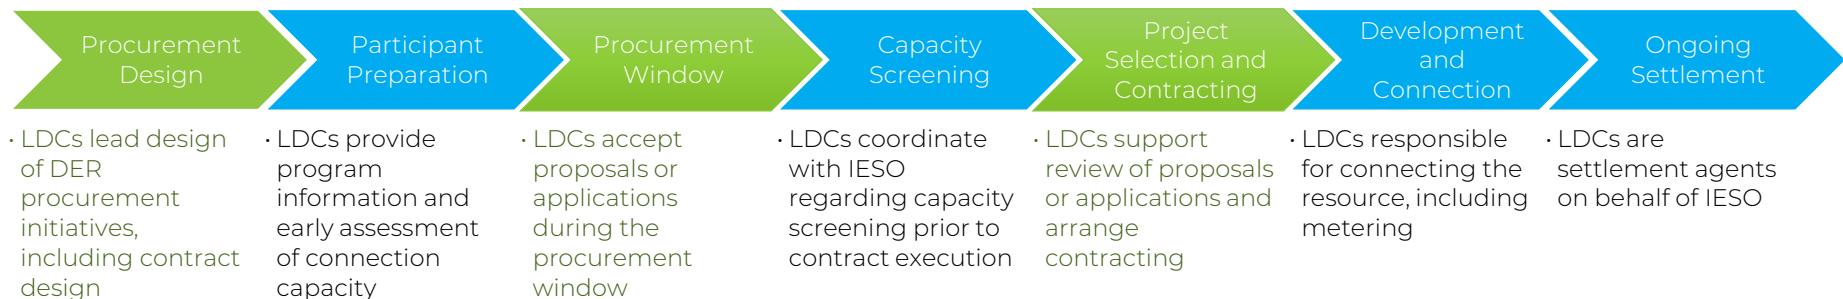 Procurement
Design
Participant
Preparation
Procurement
Window
Capacity
Screening
Project
Selection and
Contracting
Development
and
Connection
Ongoing
Settlement
· LDCs lead design
of DER
procurement
initiatives,
including contract
design
· LDCs provide
program
information and
early assessment
of connection
capacity
· LDCs accept
proposals or
applications
during the
procurement
window
· LDCs coordinate
with IESO
regarding capacity
screening prior to
contract execution
· LDCs support
review of proposals
or applications and
arrange
contracting
· LDCs responsible
for connecting the
resource, including
metering
· LDCs are
settlement agents
on behalf of IESO